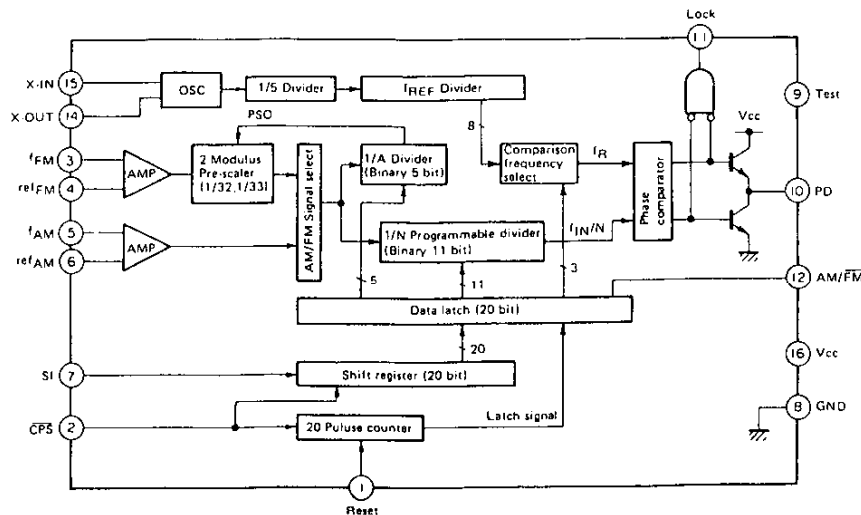 Lock
11
X-IN
15
OSC
1/5 Divider
fREF Divider
9
Test
X-OUT
14
PSO
8
Vcc
fFM
3
AMP
2 Modulus
Pre-scaler
(1/32,1/33)
AM/FM Signal select
1/A Divider
(Binary 5 bit)
Comparison
frequency
select
fR
Phase
comparator
refFM
4
10
PD
fAM
5
AMP
1/N Programmable divider
(Binary 11 bit)
fIN/N
refAM
6
5
11
3
12
AM/F̅M̅
Data latch (20 bit)
20
16
Vcc
SI
7
Shift register (20 bit)
8
GND
C̅P̅S̅
2
20 Puluse counter
Latch signal
1
Reset